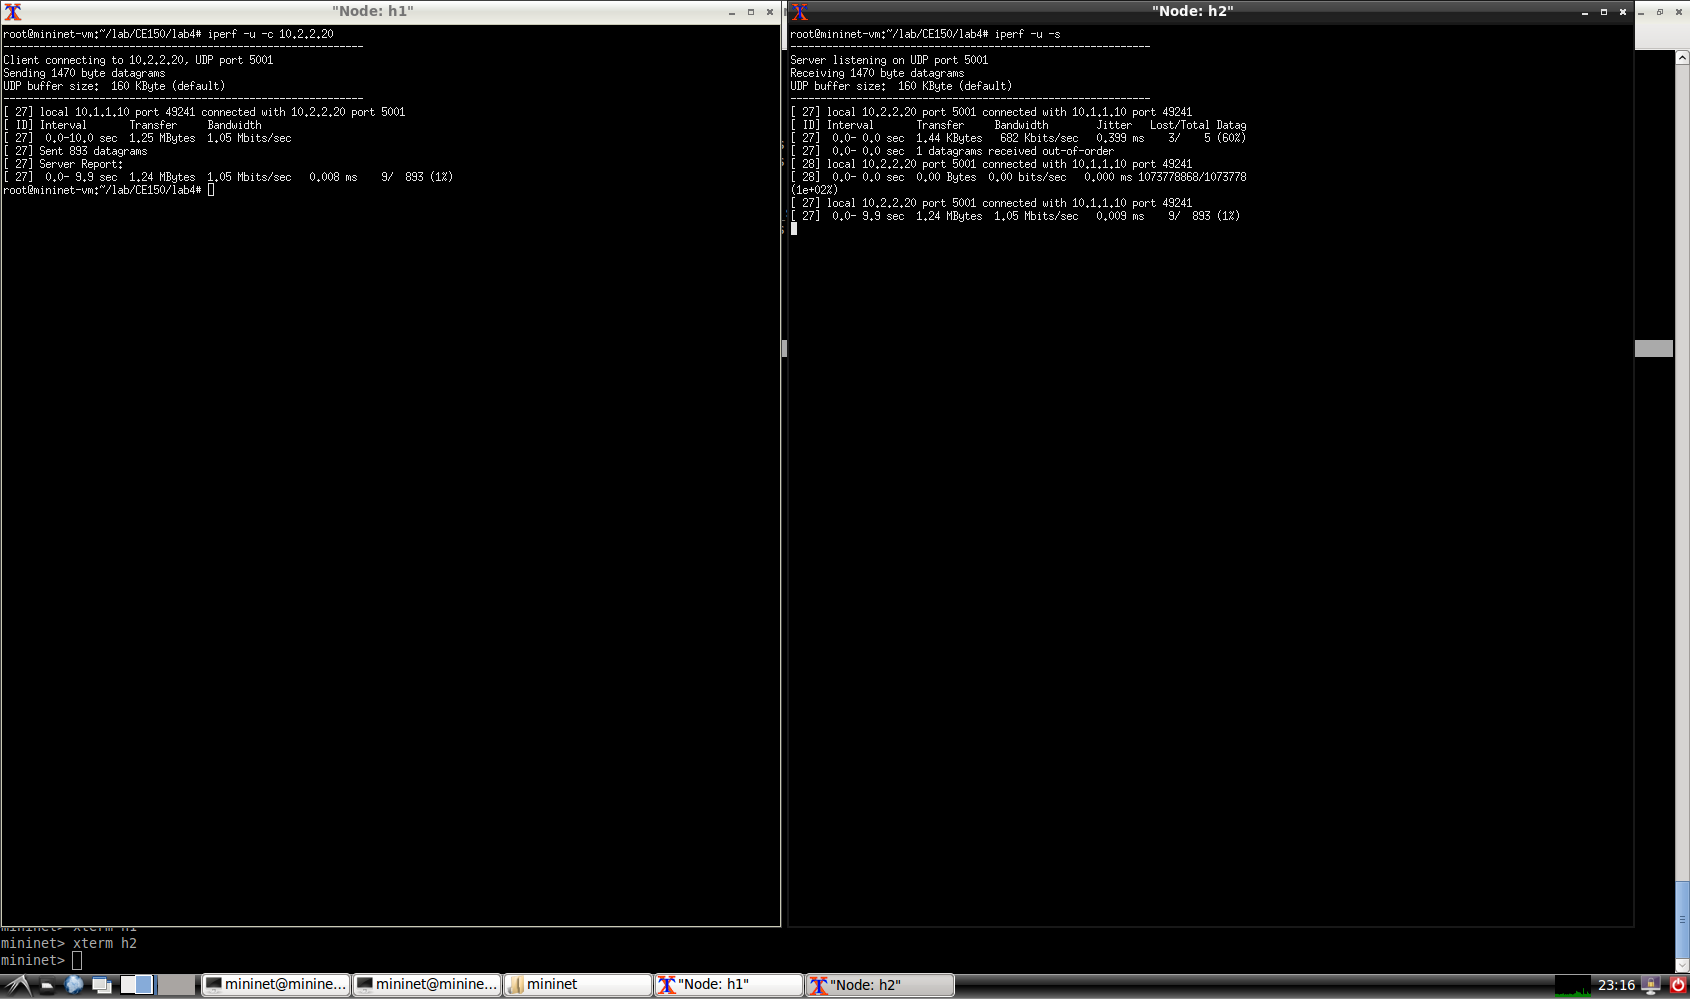 "Node: h1"
root@mininet-vm:~/lab/CE150/lab4# iperf -u -c 10.2.2.20
------------------------------------------------------------
Client connecting to 10.2.2.20, UDP port 5001
Sending 1470 byte datagrams
UDP buffer size:  160 KByte (default)
------------------------------------------------------------
[ 27] local 10.1.1.10 port 49241 connected with 10.2.2.20 port 5001
[ ID] Interval       Transfer     Bandwidth
[ 27]  0.0-10.0 sec  1.25 MBytes  1.05 Mbits/sec
[ 27] Sent 893 datagrams
[ 27] Server Report:
[ 27]  0.0- 9.9 sec  1.24 MBytes  1.05 Mbits/sec   0.008 ms    9/  893 (1%)
root@mininet-vm:~/lab/CE150/lab4#
"Node: h2"
root@mininet-vm:~/lab/CE150/lab4# iperf -u -s
------------------------------------------------------------
Server listening on UDP port 5001
Receiving 1470 byte datagrams
UDP buffer size:  160 KByte (default)
------------------------------------------------------------
[ 27] local 10.2.2.20 port 5001 connected with 10.1.1.10 port 49241
[ ID] Interval       Transfer     Bandwidth        Jitter   Lost/Total Datag
[ 27]  0.0- 0.0 sec  1.44 KBytes   682 Kbits/sec   0.399 ms    3/    5 (60%)
[ 27]  0.0- 0.0 sec  1 datagrams received out-of-order
[ 28] local 10.2.2.20 port 5001 connected with 10.1.1.10 port 49241
[ 28]  0.0- 0.0 sec  0.00 Bytes  0.00 bits/sec   0.000 ms 1073778868/1073778
(1e+02%)
[ 27] local 10.2.2.20 port 5001 connected with 10.1.1.10 port 49241
[ 27]  0.0- 9.9 sec  1.24 MBytes  1.05 Mbits/sec   0.009 ms    9/  893 (1%)
mininet> xterm h1
mininet> xterm h2
mininet>
mininet@minine...
mininet@minine...
mininet
"Node: h1"
"Node: h2"
23:16